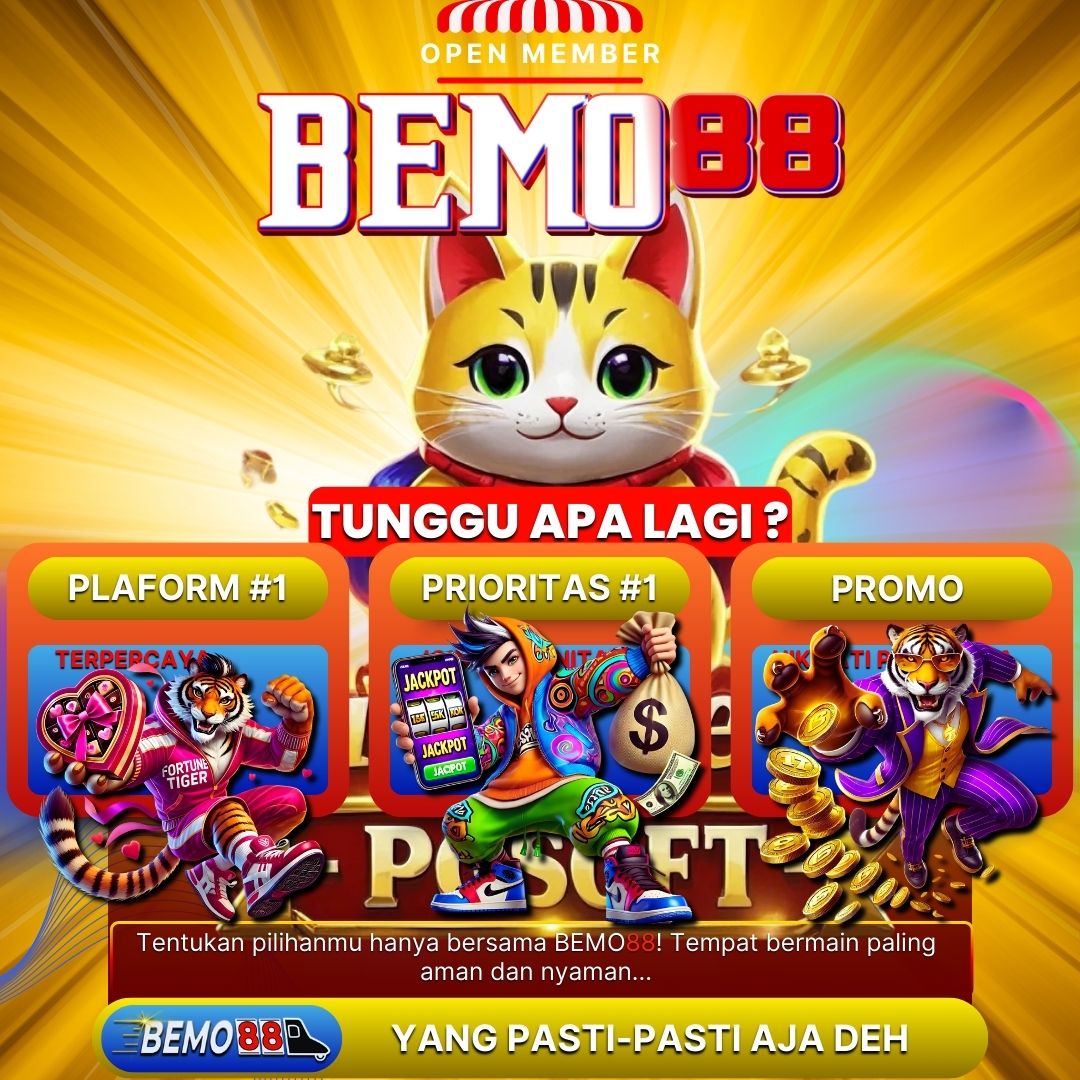 OPEN MEMBER
BEMO88
TUNGGU APA LAGI ?
PLAFORM #1
PRIORITAS #1
PROMO
TERPERCAYA
JACKPOT
JACKPOT
JACIPOT
$
FORTUNE
TIGER
PGSOFT
Tentukan pilihanmu hanya bersama BEMO88! Tempat bermain paling
aman dan nyaman...
BEMO88
YANG PASTI-PASTI AJA DEH